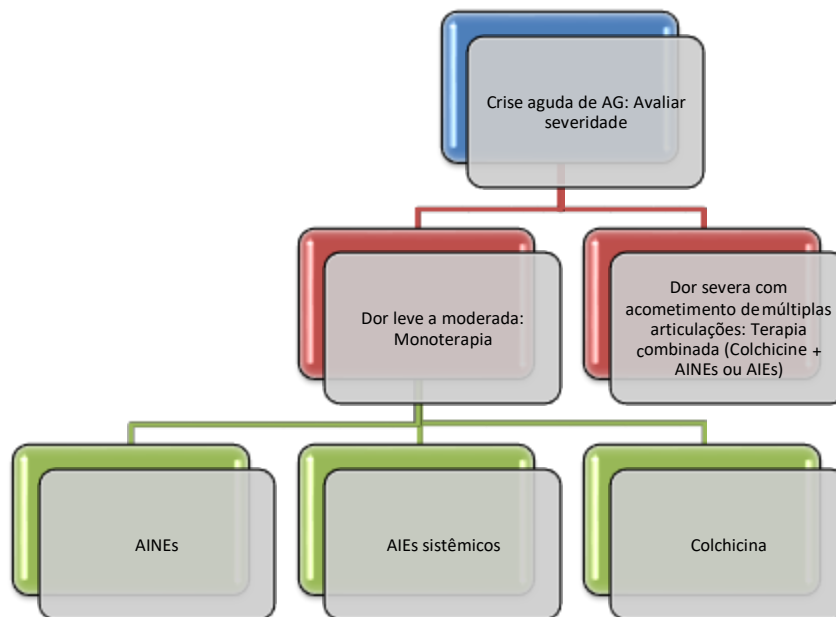 Crise aguda de AG: Avaliar
severidade
Dor leve a moderada:
Monoterapia
Dor severa com
acometimento de múltiplas
articulações: Terapia
combinada (Colchicine +
AINEs ou AIEs)
AINEs
AIEs sistêmicos
Colchicina